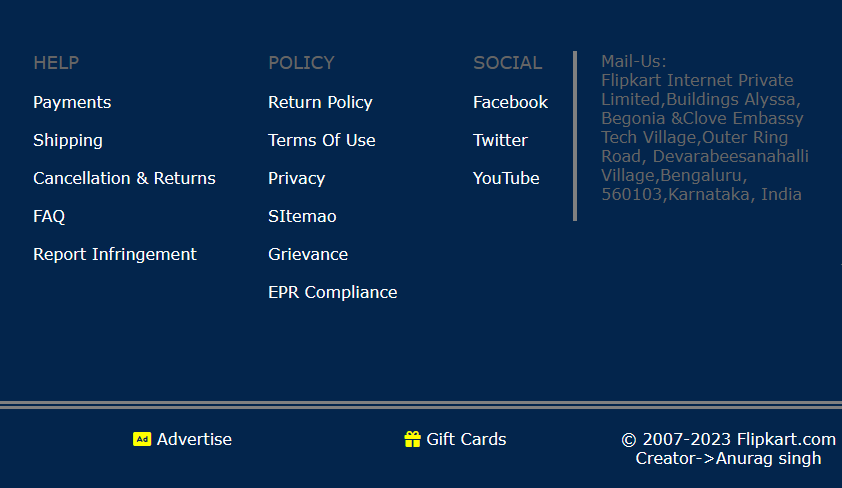 HELP
Payments
Shipping
Cancellation & Returns
FAQ
Report Infringement
POLICY
Return Policy
Terms Of Use
Privacy
SItemao
Grievance
EPR Compliance
SOCIAL
Facebook
Twitter
YouTube
Mail-Us:
Flipkart Internet Private
Limited,Buildings Alyssa,
Begonia &Clove Embassy
Tech Village,Outer Ring
Road, Devarabeesanahalli
Village,Bengaluru,
560103,Karnataka, India
Ad Advertise
Gift Cards
© 2007-2023 Flipkart.com
Creator->Anurag singh